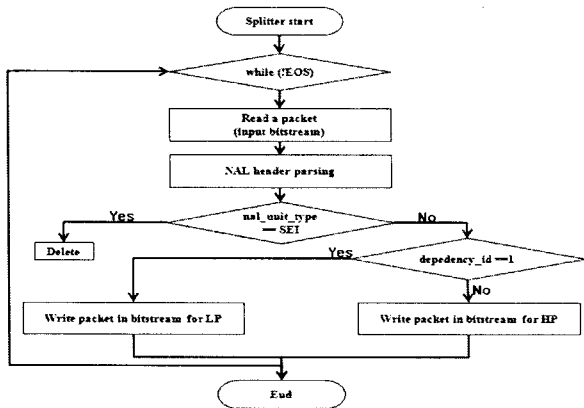 Splitter start
while (!EOS)
Read a packet
(input bitstream)
NAL header parsing
nal_unit_type
== SEI
Yes
No
Delete
depedency_id ==1
Yes
No
Write packet in bitstream for LP
Write packet in bitstream for HP
End